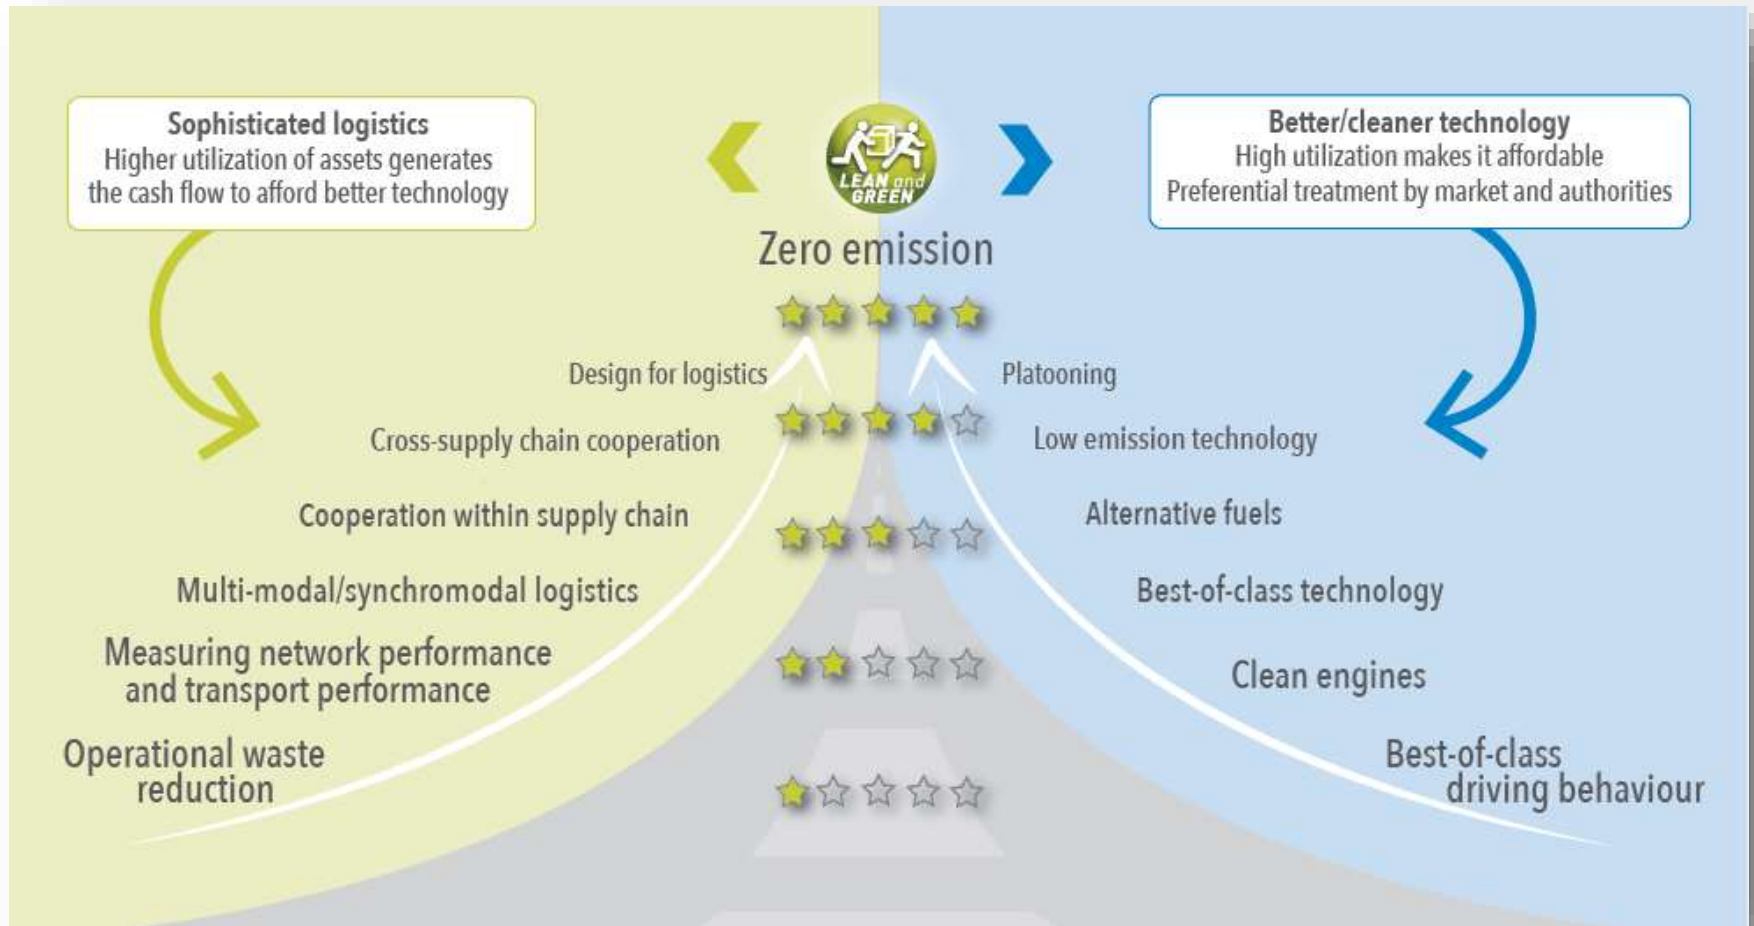 Sophisticated logistics
Higher utilization of assets generates
the cash flow to afford better technology
LEAN and
GREEN
Better/cleaner technology
High utilization makes it affordable
Preferential treatment by market and authorities
Zero emission
Design for logistics
Platooning
Cross-supply chain cooperation
Low emission technology
Cooperation within supply chain
Alternative fuels
Multi-modal/synchromodal logistics
Best-of-class technology
Measuring network performance
and transport performance
Clean engines
Operational waste
reduction
Best-of-class
driving behaviour